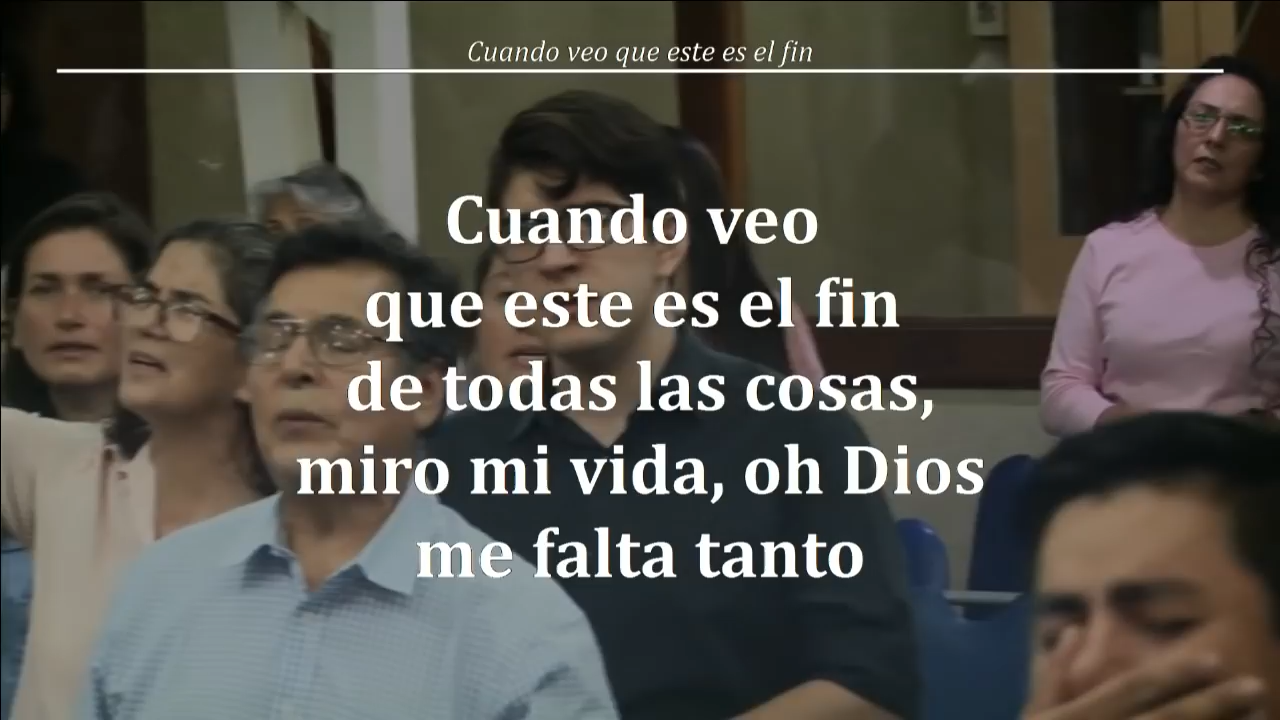 Cuando veo que este es el fin
Cuando veo
que este es el fin
de todas las cosas,
miro mi vida, oh Dios
me falta tanto